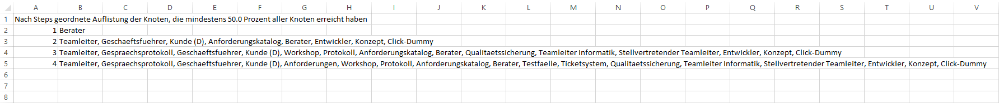 A B C D E F G H I J K L M N O P Q R S T U V
1 Nach Steps geordnete Auflistung der Knoten, die mindestens 50.0 Prozent aller Knoten erreicht haben
2 1 Berater
3 2 Teamleiter, Geschaeftsfuehrer, Kunde (D), Anforderungskatalog, Berater, Entwickler, Konzept, Click-Dummy
4 3 Teamleiter, Gespraechsprotokoll, Geschaeftsfuehrer, Kunde (D), Workshop, Protokoll, Anforderungskatalog, Berater, Qualitaetssicherung, Teamleiter Informatik, Stellvertretender Teamleiter, Entwickler, Konzept, Click-Dummy
5 4 Teamleiter, Gespraechsprotokoll, Geschaeftsfuehrer, Kunde (D), Anforderungen, Workshop, Protokoll, Anforderungskatalog, Berater, Testfaelle, Ticketsystem, Qualitaetssicherung, Teamleiter Informatik, Stellvertretender Teamleiter, Entwickler, Konzept, Click-Dummy
6
7
8